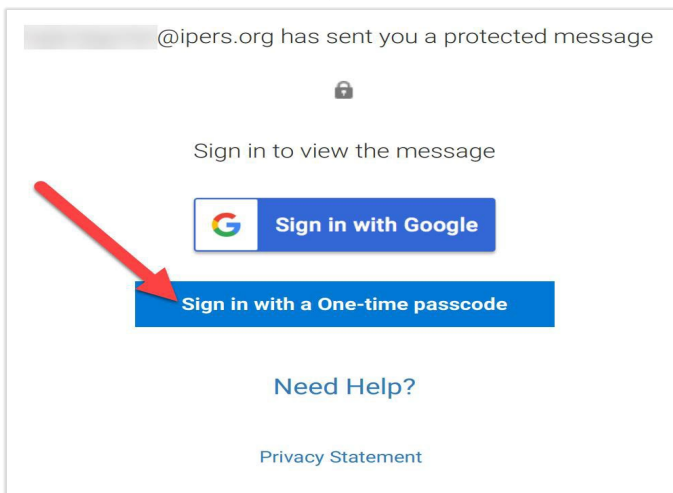 @ipers.org has sent you a protected message
Sign in to view the message
Sign in with Google
Sign in with a One-time passcode
Need Help?
Privacy Statement